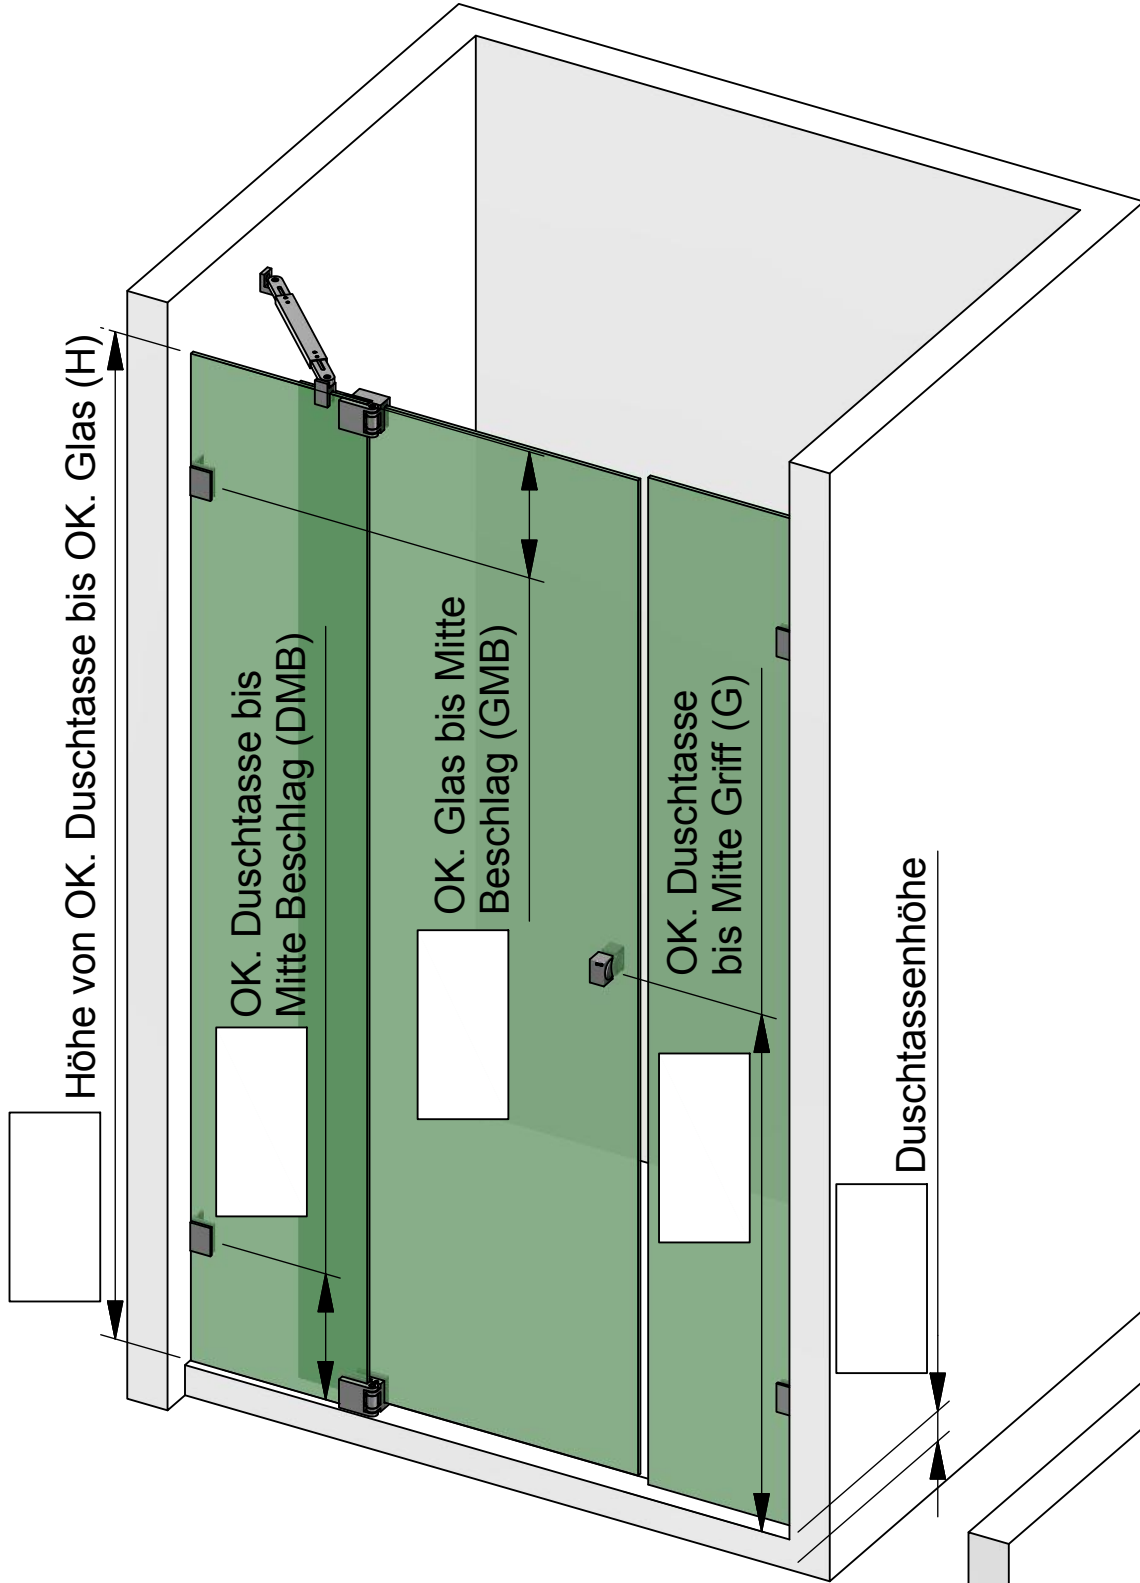 Höhe von OK. Duschtasse bis OK. Glas (H)
OK. Duschtasse bis
Mitte Beschlag (DMB)
OK. Glas bis Mitte
Beschlag (GMB)
OK. Duschtasse
bis Mitte Griff (G)
Duschtassenhöhe